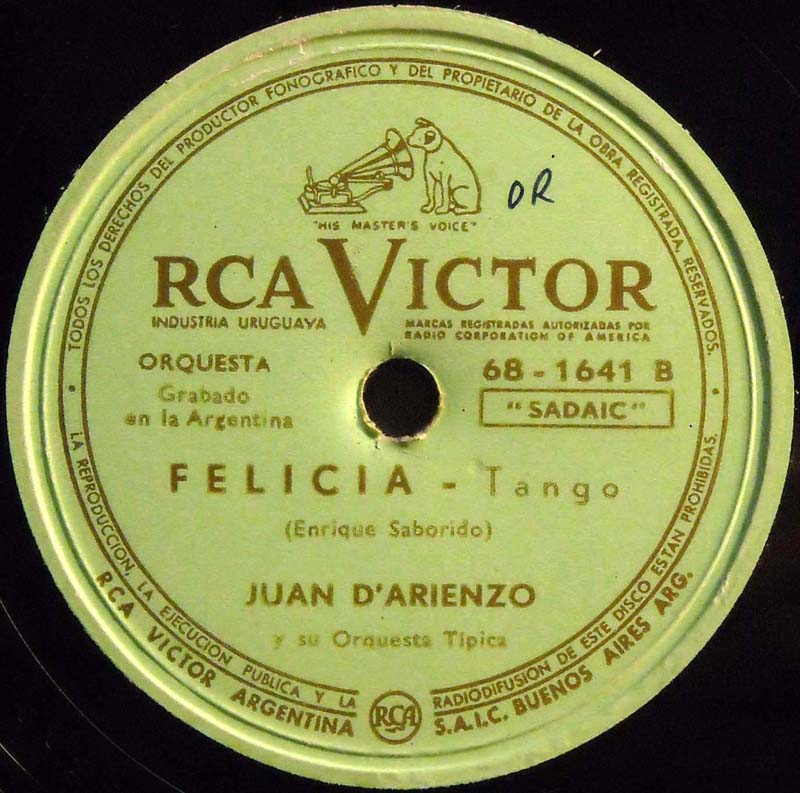 TODOS LOS DERECHOS DEL PRODUCTOR FONOGRAFICO Y DEL PROPIETARIO DE LA OBRA REGISTRADA, RESERVADOS.
"HIS MASTER'S VOICE"
OR
RCA VICTOR
INDUSTRIA URUGUAYA
MARCAS REGISTRADAS AUTORIZADAS POR
RADIO CORPORATION OF AMERICA
ORQUESTA
68 - 1641 B
Grabado
en la Argentina
"SADAIC"
FELICIA - Tango
(Enrique Saborido)
JUAN D'ARIENZO
y su Orquesta Típica
LA REPRODUCCION, LA EJECUCION PUBLICA Y LA RADIODIFUSION DE ESTE DISCO ESTAN PROHIBIDAS.
RCA VICTOR ARGENTINA S.A.I.C. BUENOS AIRES ARG.
RCA